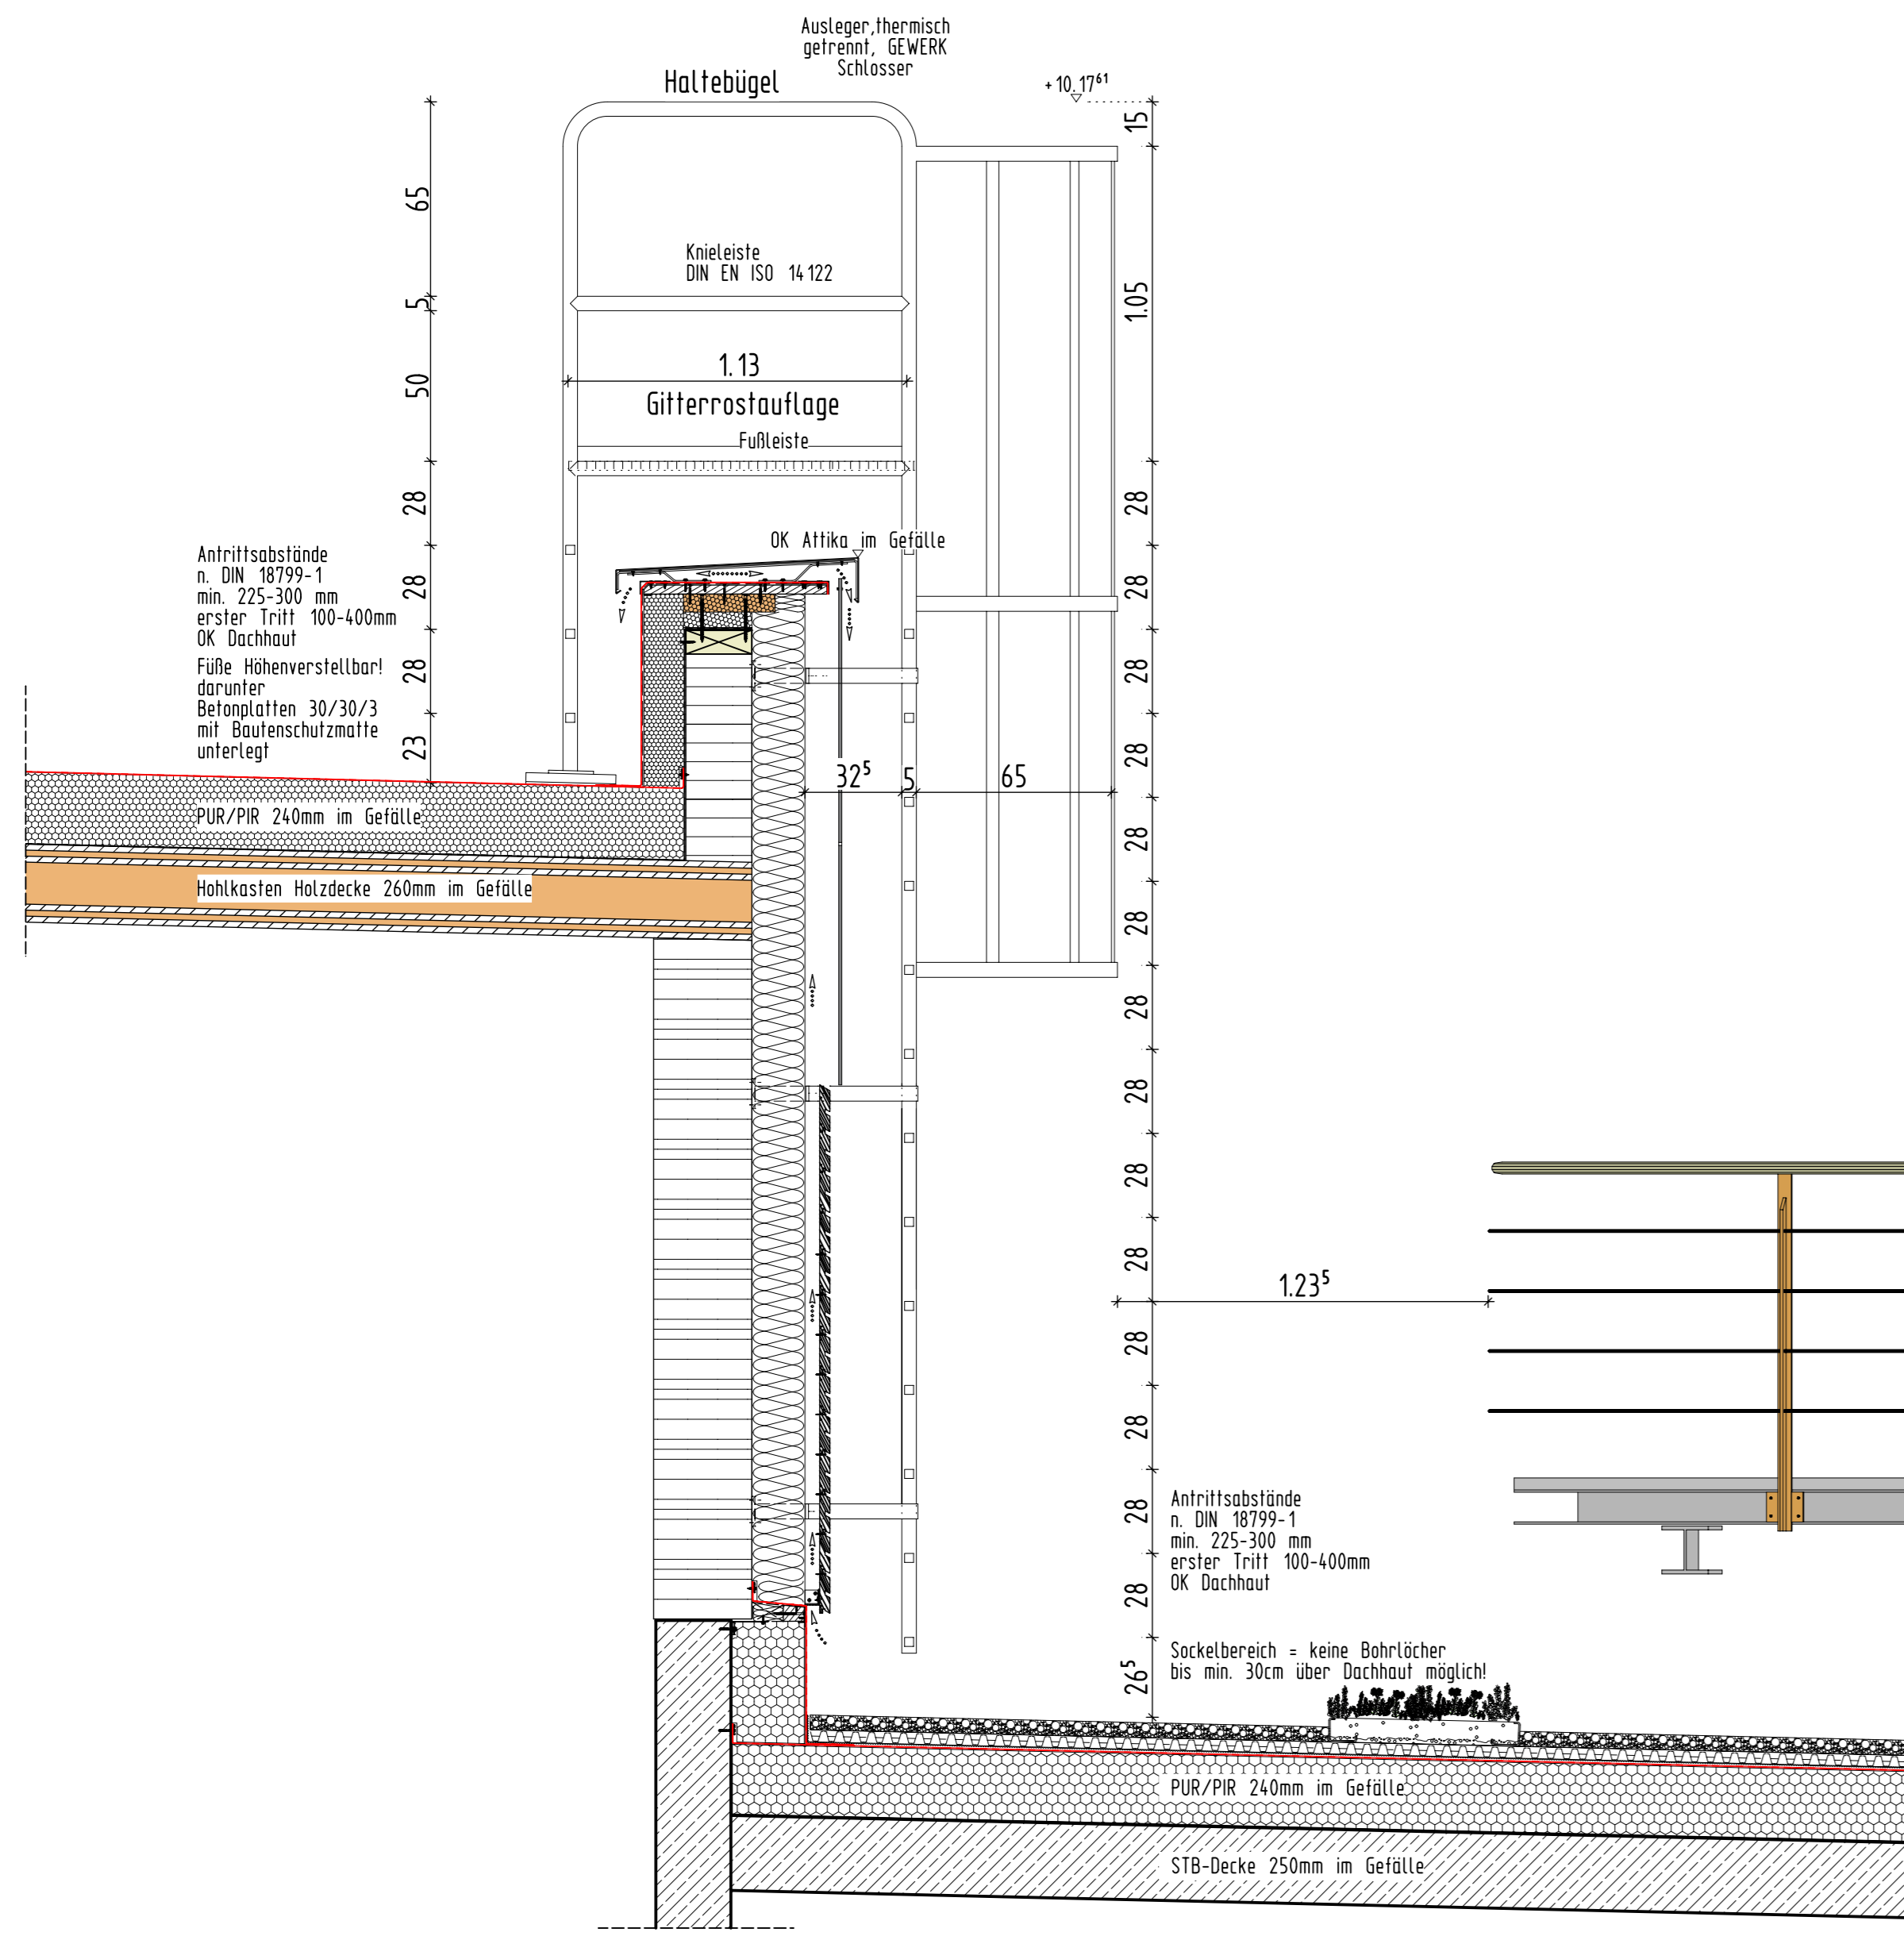 Ausleger,thermisch
getrennt, GEWERK
Schlosser
Haltebügel
+10.17⁶¹
15
65
Knieleiste
DIN EN ISO 14122
5
1.05
1.13
50
Gitterrostauflage
Fußleiste
28
28
OK Attika im Gefälle
Antrittsabstände
n. DIN 18799-1
min. 225-300 mm
erster Tritt 100-400mm
OK Dachhaut
28
28
Füße Höhenverstellbar!
darunter
Betonplatten 30/30/3
mit Bautenschutzmatte
unterlegt
28
28
23
28
32⁵
5
65
PUR/PIR 240mm im Gefälle
28
Hohlkasten Holzdecke 260mm im Gefälle
28
28
28
28
28
1.23⁵
28
28
Antrittsabstände
n. DIN 18799-1
min. 225-300 mm
erster Tritt 100-400mm
OK Dachhaut
28
28
Sockelbereich = keine Bohrlöcher
bis min. 30cm über Dachhaut möglich!
26⁵
PUR/PIR 240mm im Gefälle
STB-Decke 250mm im Gefälle